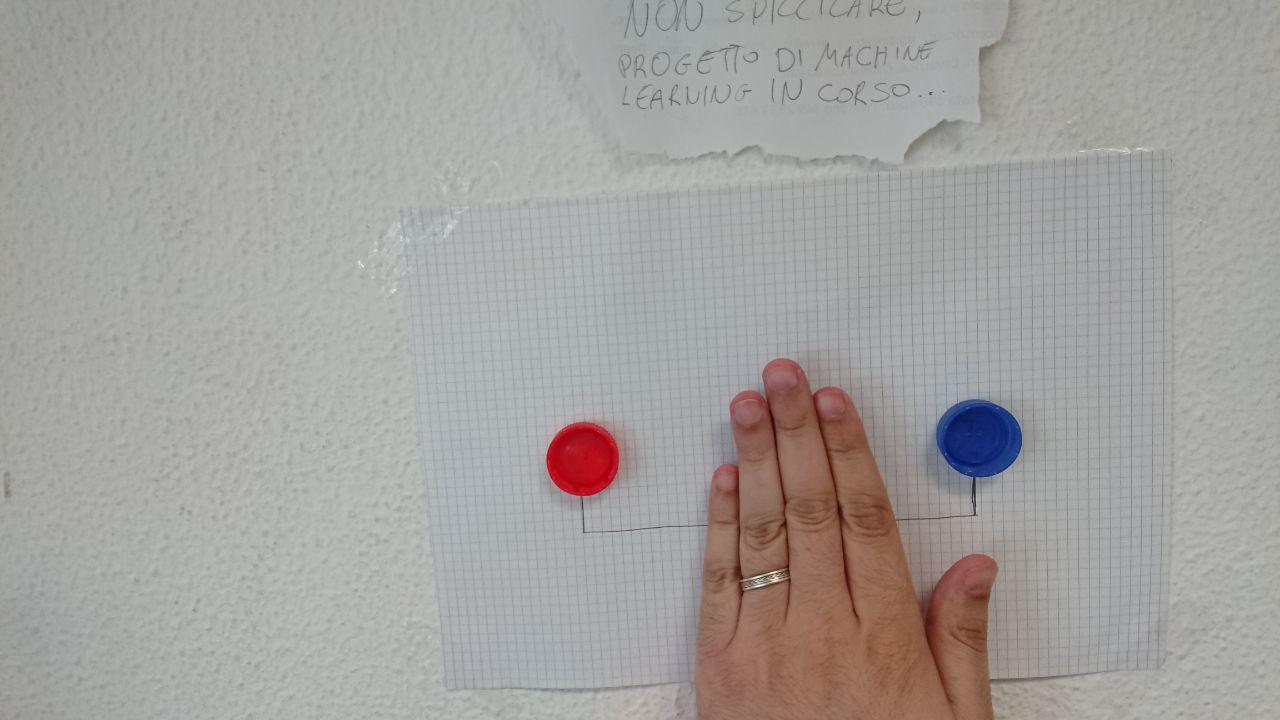 NON SPICCICARE,
PROGETTO DI MACHINE
LEARNING IN CORSO...